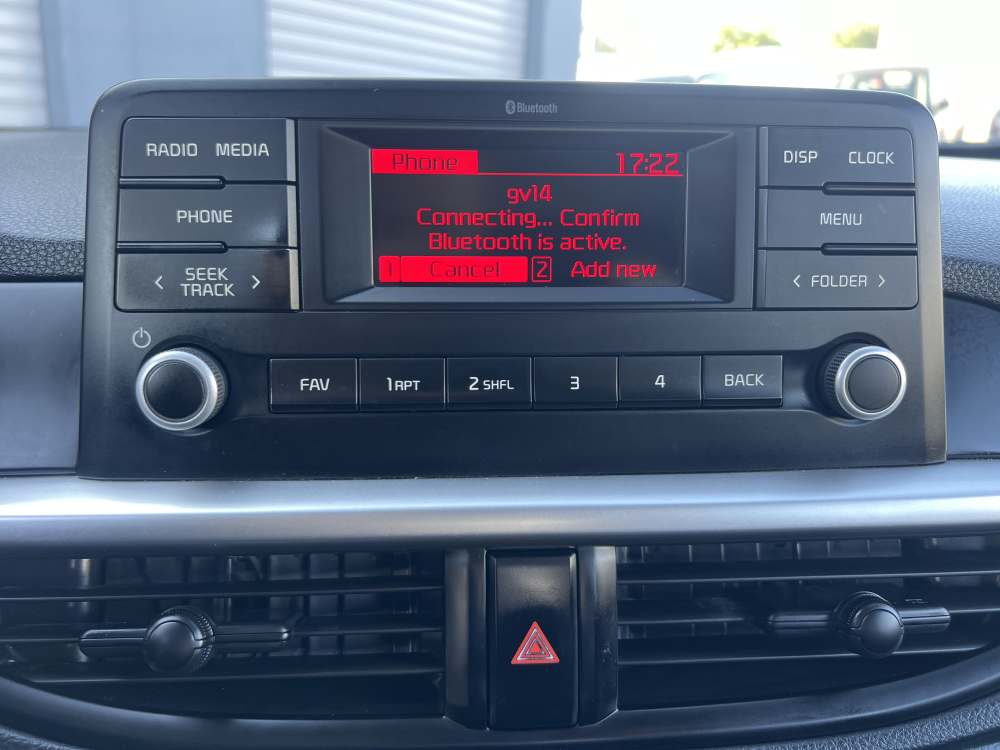 Bluetooth
RADIO MEDIA
PHONE
< SEEK >
TRACK
Phone 17:22
gv14
Connecting... Confirm
Bluetooth is active.
1 Cancel 2 Add new
DISP CLOCK
MENU
< FOLDER >
FAV 1 RPT 2 SHFL 3 4 BACK